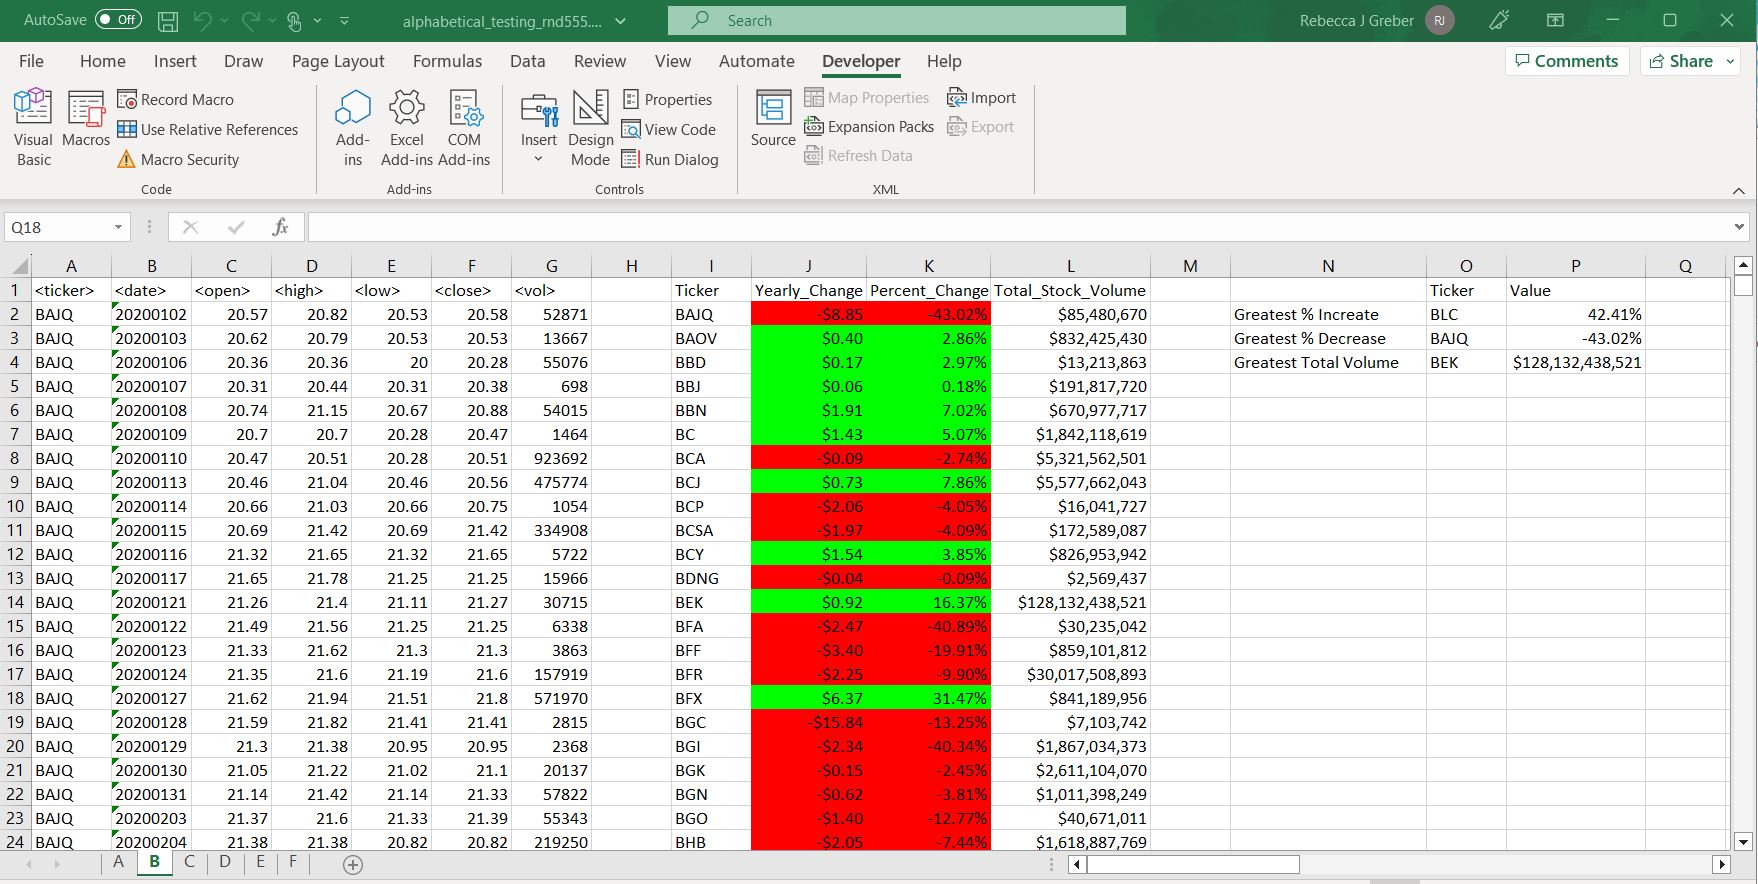 AutoSave Off alphabetical_testing_rnd555.... Search Rebecca J Greber RJ
File Home Insert Draw Page Layout Formulas Data Review View Automate Developer Help Comments Share
Visual Basic Macros Record Macro Use Relative References Macro Security Code
Add-ins Excel Add-ins COM Add-ins Add-ins
Insert Design Mode Properties View Code Run Dialog Controls
Source Map Properties Expansion Packs Refresh Data Import Export XML
Q18 fx
A B C D E F G H I J K L M N O P Q
1 <ticker> <date> <open> <high> <low> <close> <vol> Ticker Yearly_Change Percent_Change Total_Stock_Volume Ticker Value
2 BAJQ 20200102 20.57 20.82 20.53 20.58 52871 BAJQ -$8.85 -43.02% $85,480,670 Greatest % Increate BLC 42.41%
3 BAJQ 20200103 20.62 20.79 20.53 20.53 13667 BAOV $0.40 2.86% $832,425,430 Greatest % Decrease BAJQ -43.02%
4 BAJQ 20200106 20.36 20.36 20 20.28 55076 BBD $0.17 2.97% $13,213,863 Greatest Total Volume BEK $128,132,438,521
5 BAJQ 20200107 20.31 20.44 20.31 20.38 698 BBJ $0.06 0.18% $191,817,720
6 BAJQ 20200108 20.74 21.15 20.67 20.88 54015 BBN $1.91 7.02% $670,977,717
7 BAJQ 20200109 20.7 20.7 20.28 20.47 1464 BC $1.43 5.07% $1,842,118,619
8 BAJQ 20200110 20.47 20.51 20.28 20.51 923692 BCA -$0.09 -2.74% $5,321,562,501
9 BAJQ 20200113 20.46 21.04 20.46 20.56 475774 BCJ $0.73 7.86% $5,577,662,043
10 BAJQ 20200114 20.66 21.03 20.66 20.75 1054 BCP -$2.06 -4.05% $16,041,727
11 BAJQ 20200115 20.69 21.42 20.69 21.42 334908 BCSA -$1.97 -4.09% $172,589,087
12 BAJQ 20200116 21.32 21.65 21.32 21.65 5722 BCY $1.54 3.85% $826,953,942
13 BAJQ 20200117 21.65 21.78 21.25 21.25 15966 BDNG -$0.04 -0.09% $2,569,437
14 BAJQ 20200121 21.26 21.4 21.11 21.27 30715 BEK $0.92 16.37% $128,132,438,521
15 BAJQ 20200122 21.49 21.56 21.25 21.25 6338 BFA -$2.47 -40.89% $30,235,042
16 BAJQ 20200123 21.33 21.62 21.3 21.3 3863 BFF -$3.40 -19.91% $859,101,812
17 BAJQ 20200124 21.35 21.6 21.19 21.6 157919 BFR -$2.25 -9.90% $30,017,508,893
18 BAJQ 20200127 21.62 21.94 21.51 21.8 571970 BFX $6.37 31.47% $841,189,956
19 BAJQ 20200128 21.59 21.82 21.41 21.41 2815 BGC -$15.84 -13.25% $7,103,742
20 BAJQ 20200129 21.3 21.38 20.95 20.95 2368 BGI -$2.34 -40.34% $1,867,034,373
21 BAJQ 20200130 21.05 21.22 21.02 21.1 20137 BGK -$0.15 -2.45% $2,611,104,070
22 BAJQ 20200131 21.14 21.42 21.14 21.33 57822 BGN -$0.62 -3.81% $1,011,398,249
23 BAJQ 20200203 21.37 21.6 21.33 21.39 55343 BGO -$1.40 -12.77% $40,671,011
24 BAJQ 20200204 21.38 21.38 20.82 20.82 219250 BHB -$2.05 -7.44% $1,618,887,769
A B C D E F